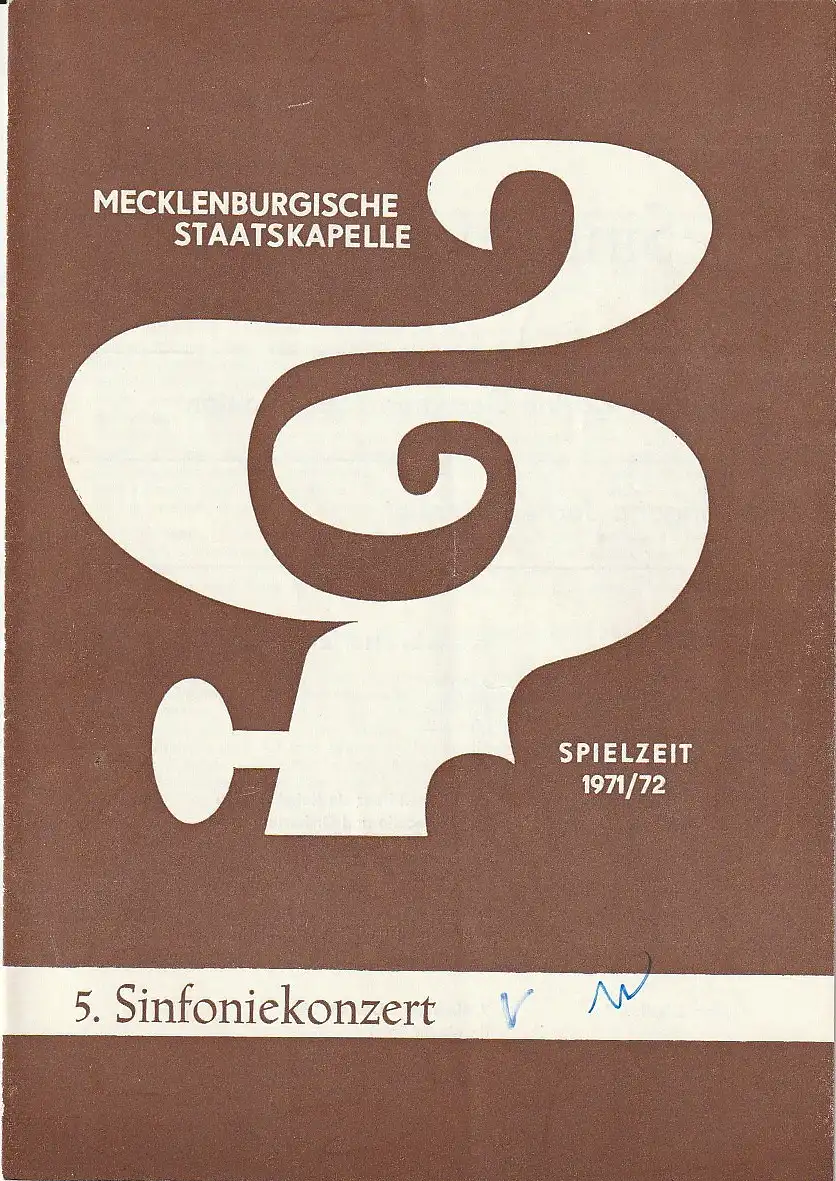 MECKLENBURGISCHE
STAATSKAPELLE
SPIELZEIT
1971/72
5. Sinfoniekonzert